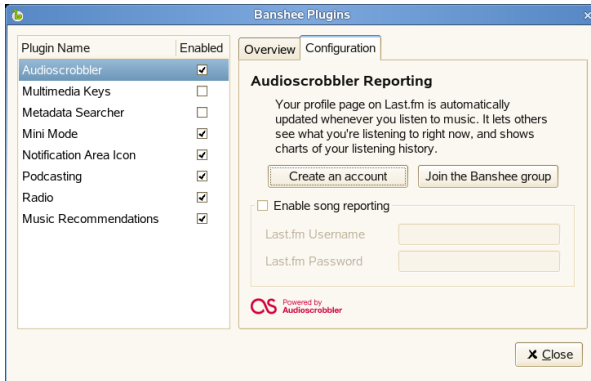 Banshee Plugins
Plugin Name Enabled
Audioscrobbler
Multimedia Keys
Metadata Searcher
Mini Mode
Notification Area Icon
Podcasting
Radio
Music Recommendations
Overview Configuration
Audioscrobbler Reporting
Your profile page on Last.fm is automatically
updated whenever you listen to music. It lets others
see what you're listening to right now, and shows
charts of your listening history.
Create an account Join the Banshee group
Enable song reporting
Last.fm Username
Last.fm Password
Powered by
Audioscrobbler
Close